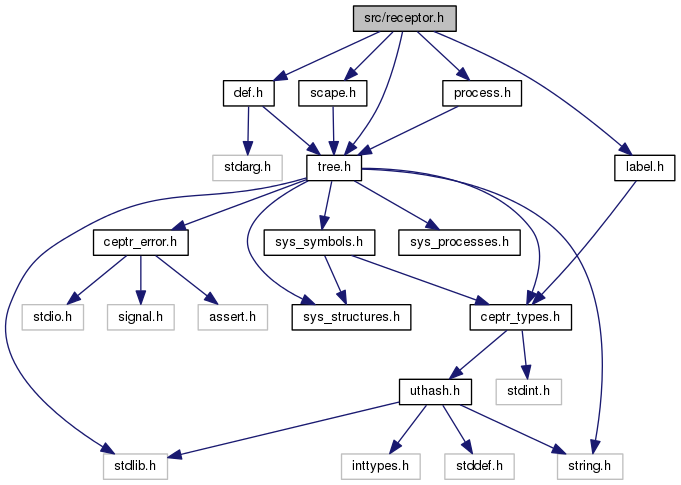 src/receptor.h
def.h
scape.h
process.h
stdarg.h
tree.h
label.h
ceptr_error.h
sys_symbols.h
sys_processes.h
stdio.h
signal.h
assert.h
sys_structures.h
ceptr_types.h
uthash.h
stdint.h
stdlib.h
inttypes.h
stddef.h
string.h